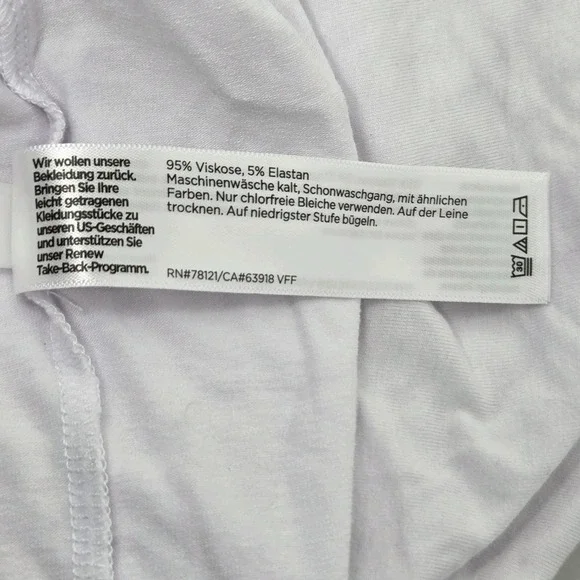 Wir wollen unsere
Bekleidung zurück.
Bringen Sie Ihre
leicht getragenen
Kleidungsstücke zu
unseren US-Geschäften
und unterstützen Sie
unser Renew
Take-Back-Programm.
95% Viskose, 5% Elastan
Maschinenwäsche kalt, Schonwaschgang, mit ähnlichen
Farben. Nur chlorfreie Bleiche verwenden. Auf der Leine
trocknen. Auf niedrigster Stufe bügeln.
RN#78121/CA#63918 VFF
30